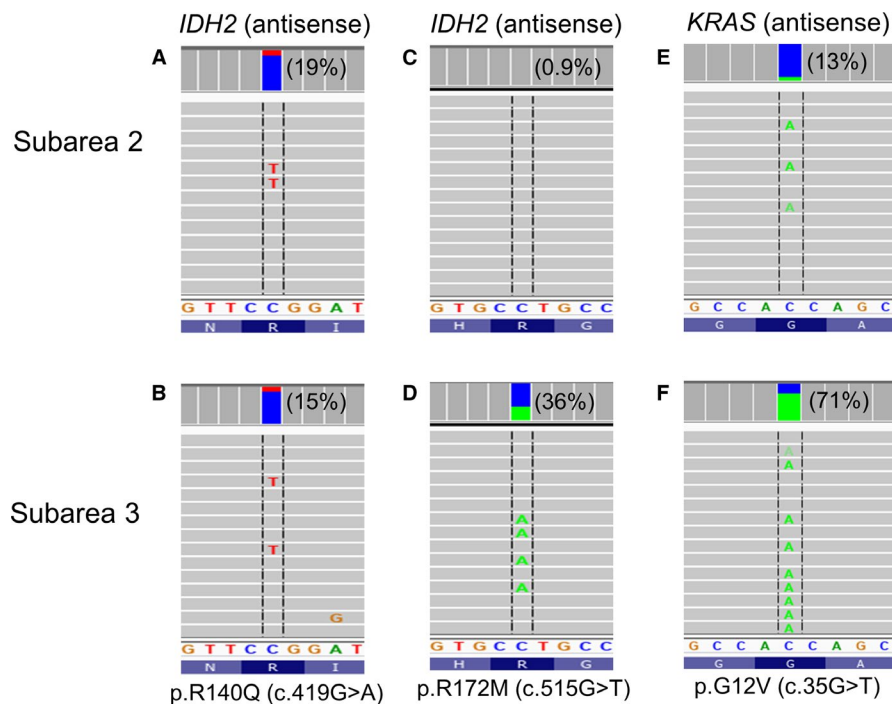 IDH2 (antisense) IDH2 (antisense) KRAS (antisense)
A (19%) C (0.9%) E (13%)
A
Subarea 2
A
T
T
A
G T T C C G G A T G T G C C T G C C G C C A C C A G C
N R I H R G G G A
B (15%) D (36%) F (71%)
A
A
T
Subarea 3
A A
A
T A
A A
A A
A
G A
A
G T T C C G G A T G T G C C T G C C G C C A C C A G C
N R I H R G G G A
p.R140Q (c.419G>A) p.R172M (c.515G>T) p.G12V (c.35G>T)